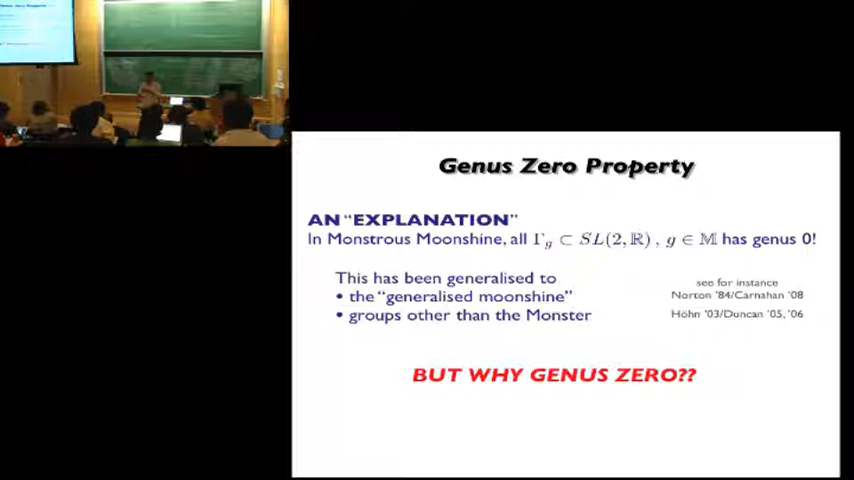 Genus Zero Property
AN "EXPLANATION"
In Monstrous Moonshine, all Γ_g ⊂ SL(2, ℝ) , g ∈ 𝕄 has genus 0!
This has been generalised to
• the "generalised moonshine"
• groups other than the Monster
see for instance
Norton '84/Carnahan '08
Höhn '03/Duncan '05, '06
BUT WHY GENUS ZERO??